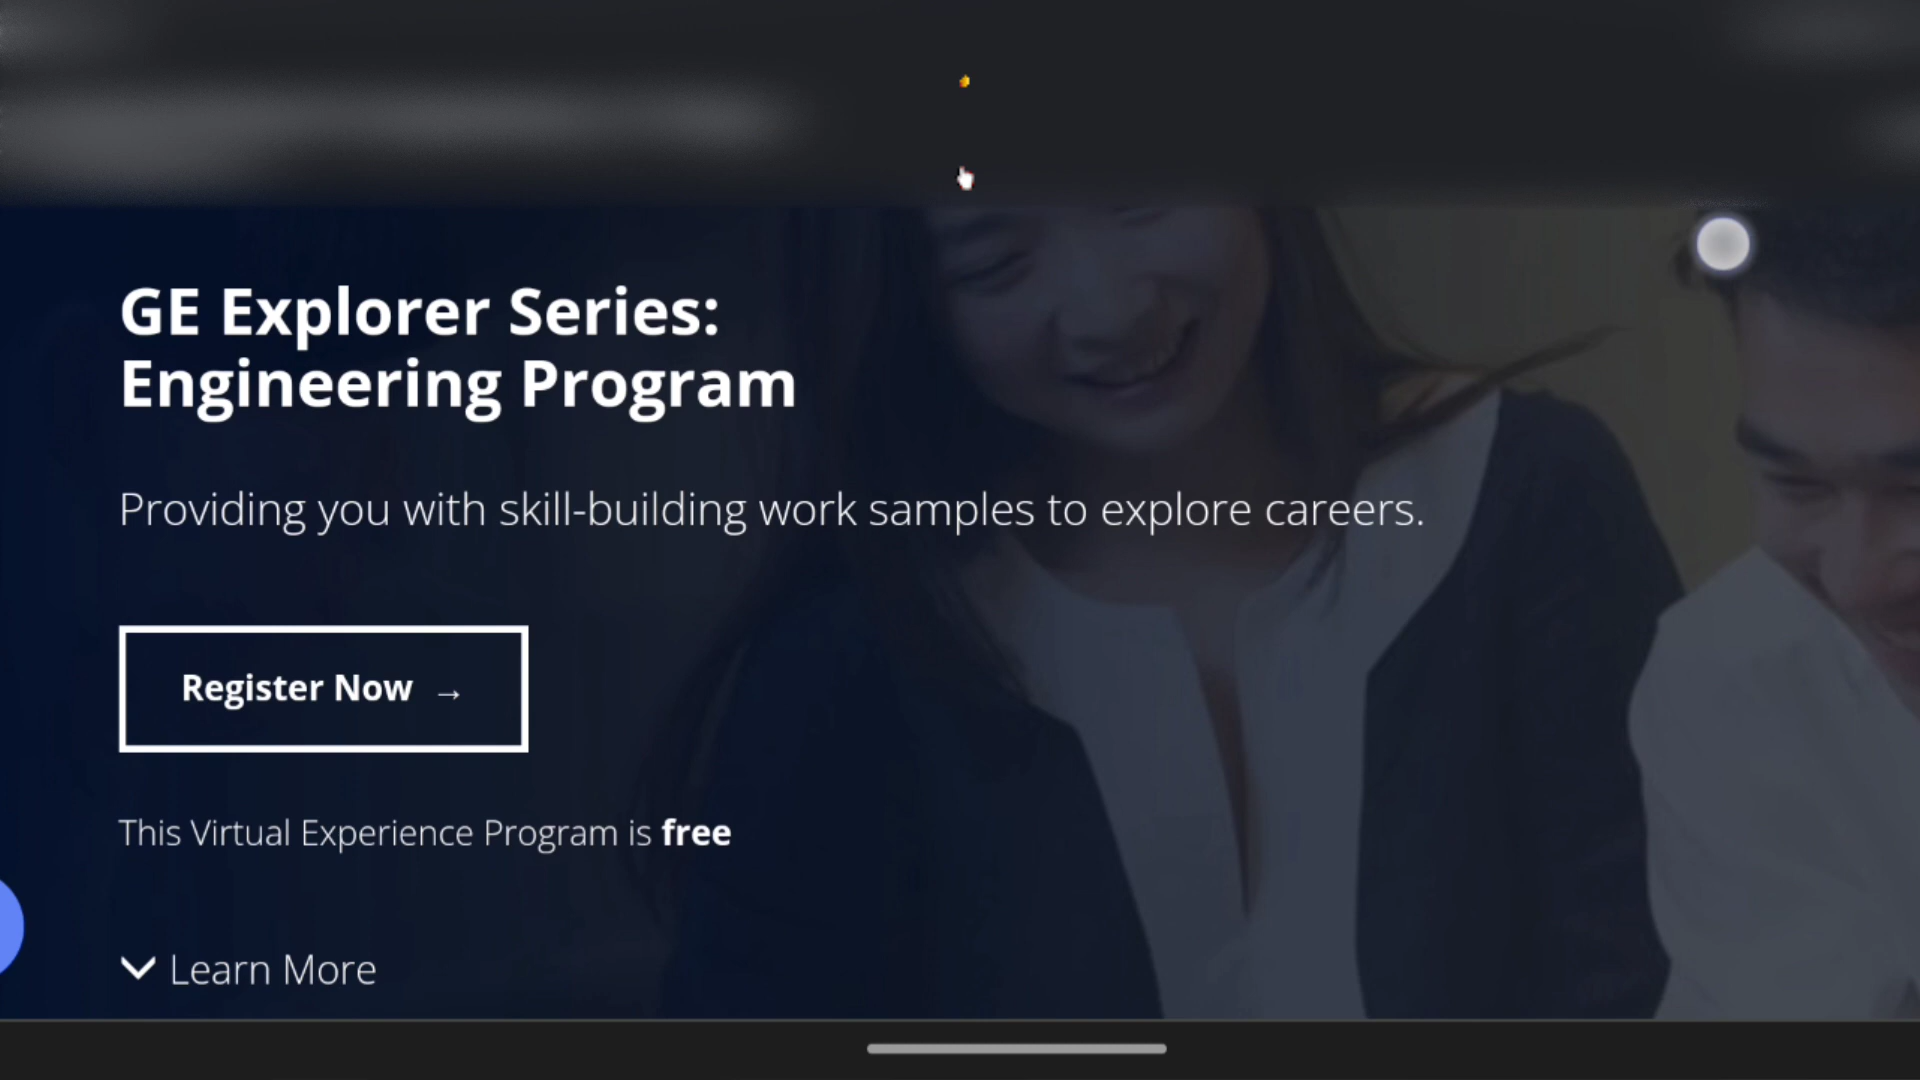 GE Explorer Series:
Engineering Program
Providing you with skill-building work samples to explore careers.
Register Now →
This Virtual Experience Program is free
Learn More